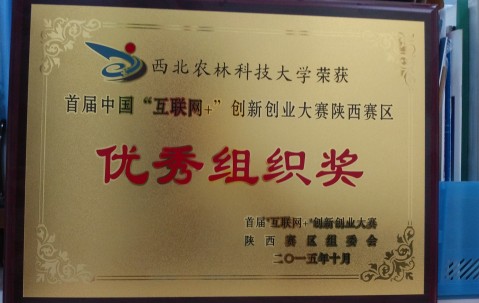 西北农林科技大学荣获
首届中国“互联网+”创新创业大赛陕西赛区
优秀组织奖
首届“互联网+”创新创业大赛
陕西赛区组委会
二〇一五年十月